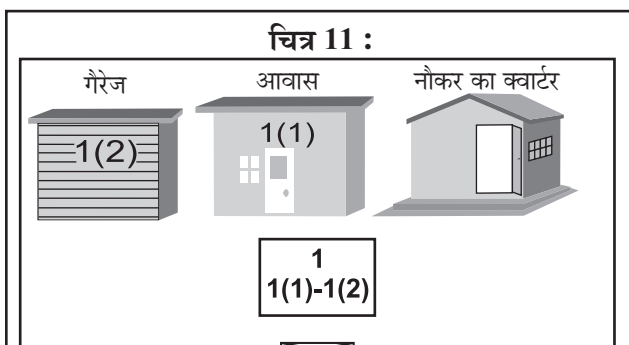 चित्र 11 :
गैरेज आवास नौकर का क्वार्टर
1(2) 1(1)
1
1(1)-1(2)